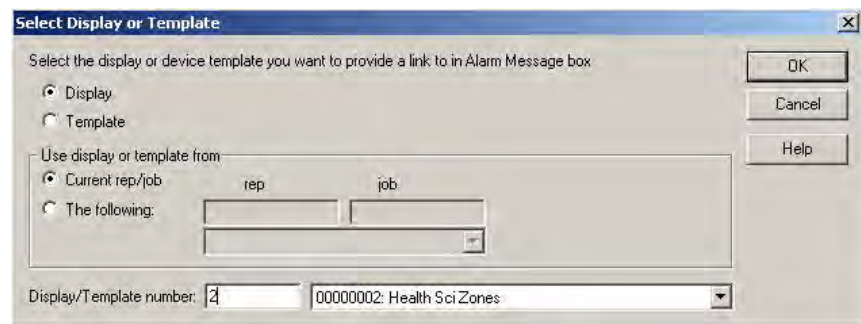 Select Display or Template
Select the display or device template you want to provide a link to in Alarm Message box
Display
Template
Use display or template from
Current rep/job rep job
The following:
Display/Template number: 2 00000002: Health Sci Zones
OK
Cancel
Help